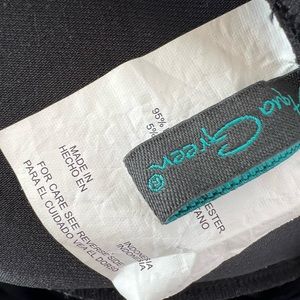 Aqua Green®
95%
5%
ESTER
ANO
MADE IN
HECHO EN
INDONESIA
INDONESIA
FOR CARE SEE REVERSE SIDE
PARA EL CUIDADO
VEA EL DORSO